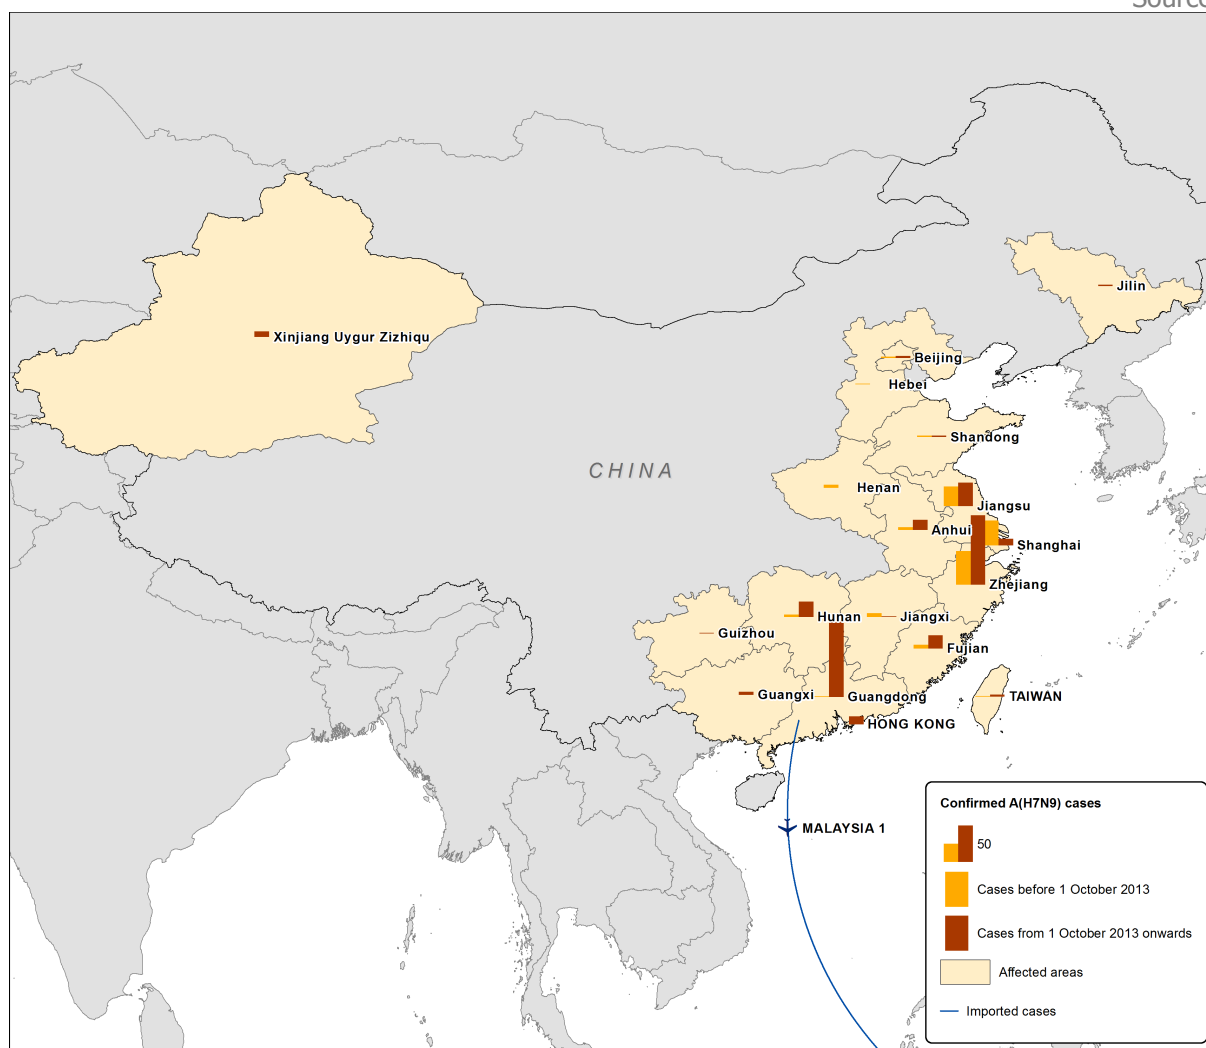 Jilin
Xinjiang Uygur Zizhiqu
Beijing
Hebei
Shandong
CHINA
Henan
Jiangsu
Anhui
Shanghai
Zhejiang
Hunan
Jiangxi
Guizhou
Fujian
Guangxi
Guangdong
TAIWAN
HONG KONG
MALAYSIA 1
Confirmed A(H7N9) cases
50
Cases before 1 October 2013
Cases from 1 October 2013 onwards
Affected areas
Imported cases